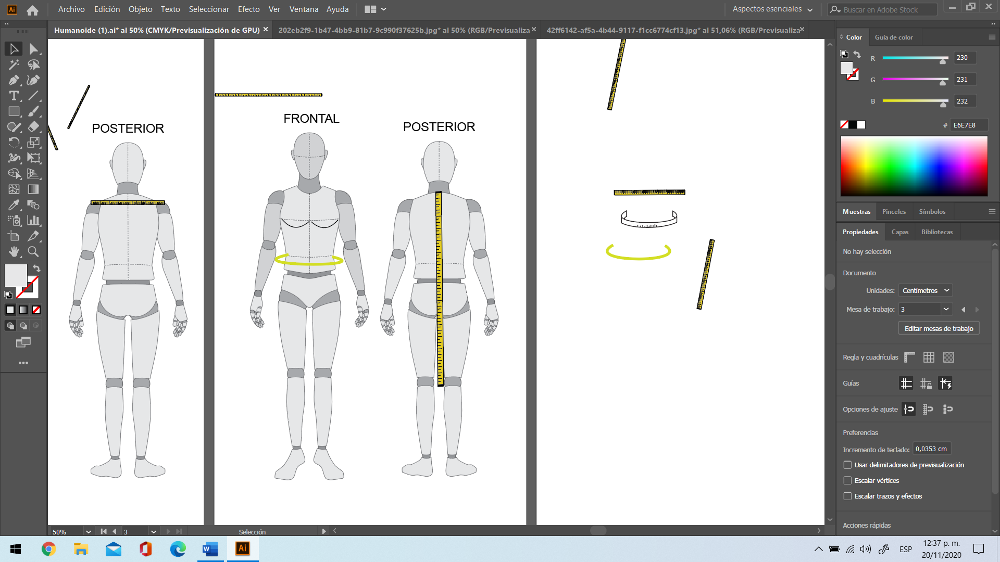 Ai Archivo Edición Objeto Texto Seleccionar Efecto Ver Ventana Ayuda Aspectos esenciales Buscar en Adobe Stock
Humanoide (1).ai* al 50% (CMYK/Previsualización de GPU) 202eb2f9-1b47-4bb9-81b7-9c990f37625b.jpg* al 50% (RGB/Previsualiza 42ff6142-af5a-4b44-9117-f1cc6774cf13.jpg* al 51,06% (RGB/Previsualiza
POSTERIOR
FRONTAL
POSTERIOR
Color Guía de color
R 230
G 231
B 232
# E6E7E8
Muestras Pinceles Símbolos
Propiedades Capas Bibliotecas
No hay selección
Documento
Unidades: Centímetros
Mesa de trabajo: 3
Editar mesas de trabajo
Regla y cuadrículas
Guías
Opciones de ajuste
Preferencias
Incremento de teclado: 0,0353 cm
Usar delimitadores de previsualización
Escalar vértices
Escalar trazos y efectos
Acciones rápidas
50% 3 Selección
W Ai ESP 12:37 p. m.
20/11/2020